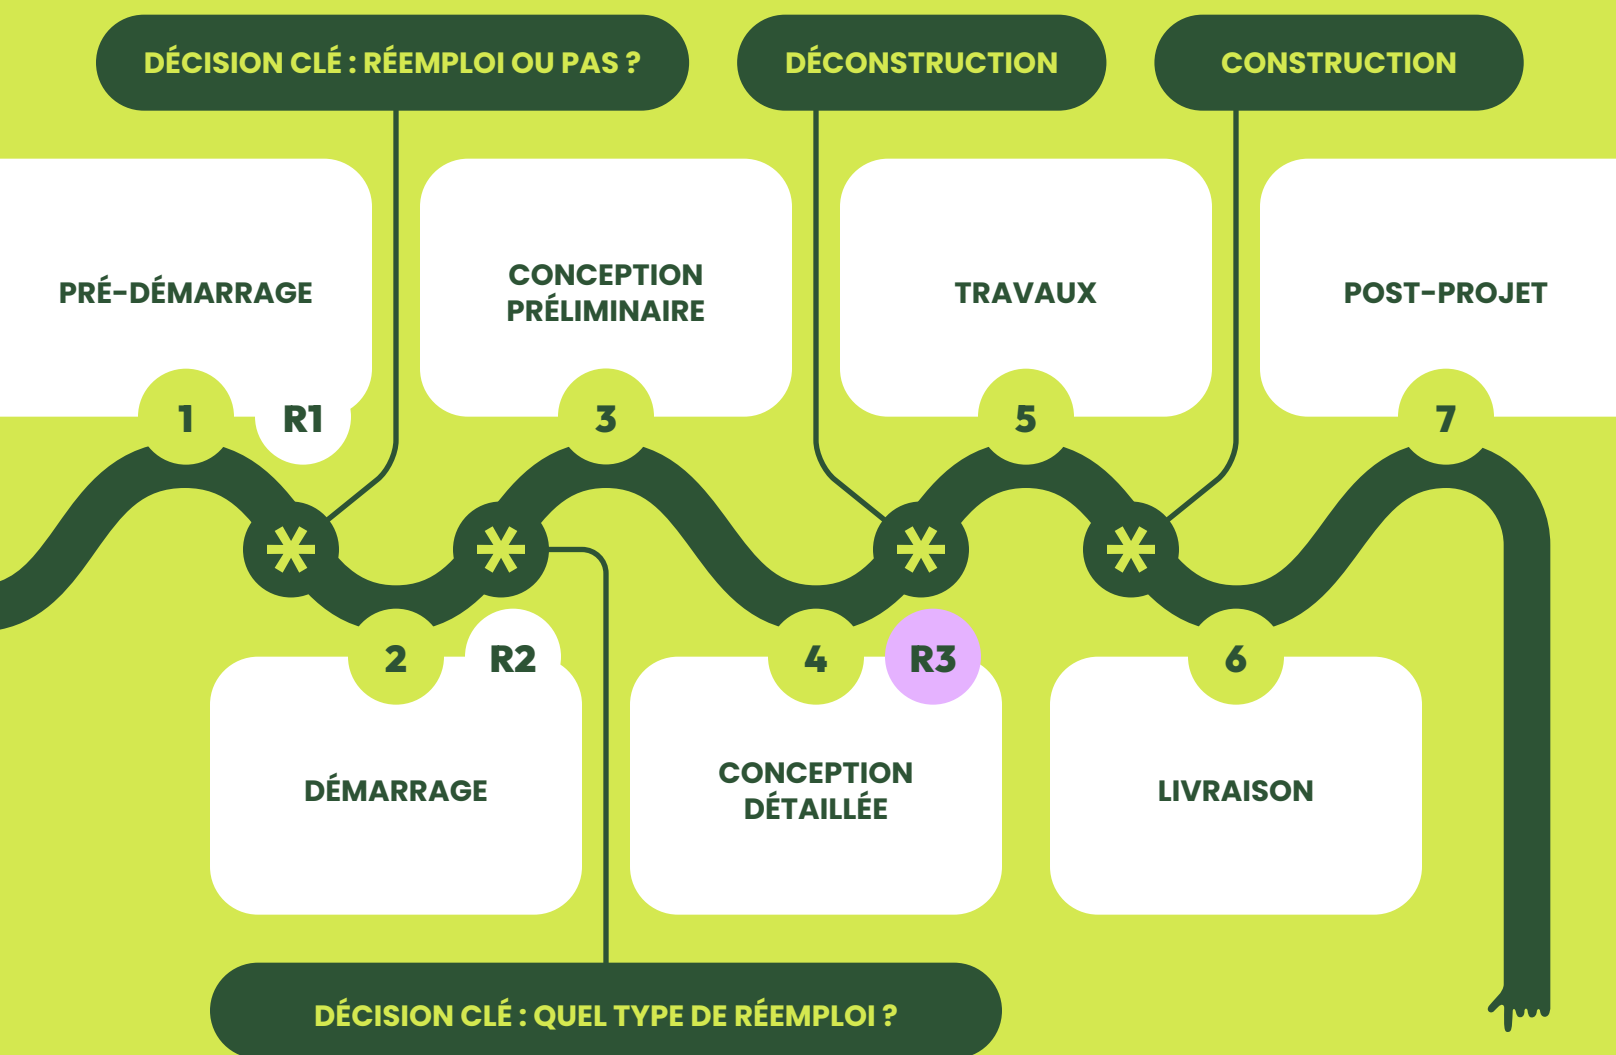 DÉCISION CLÉ : RÉEMPLOI OU PAS ?
DÉCONSTRUCTION
CONSTRUCTION
PRÉ-DÉMARRAGE
CONCEPTION
PRÉLIMINAIRE
TRAVAUX
POST-PROJET
1
R1
3
5
7
2
R2
4
R3
6
DÉMARRAGE
CONCEPTION
DÉTAILLÉE
LIVRAISON
DÉCISION CLÉ : QUEL TYPE DE RÉEMPLOI ?